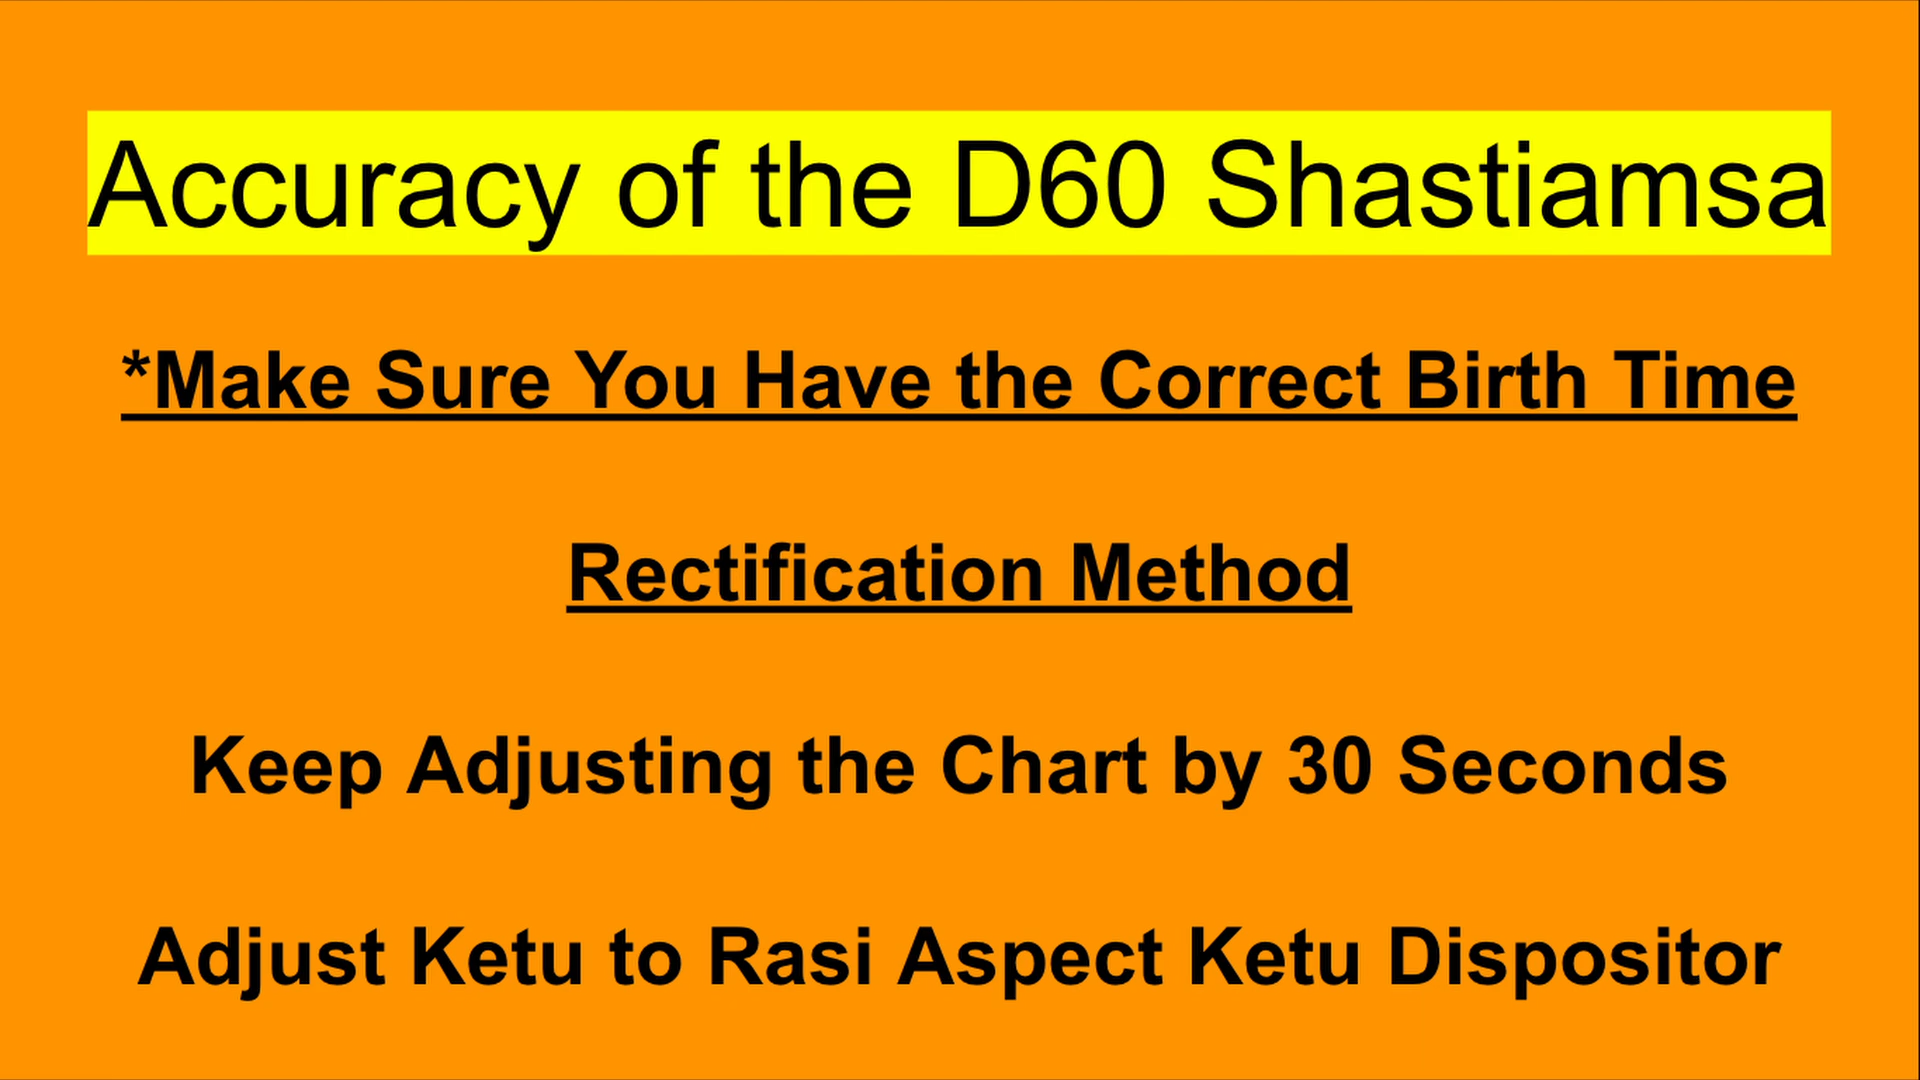 Accuracy of the D60 Shastiamsa
*Make Sure You Have the Correct Birth Time
Rectification Method
Keep Adjusting the Chart by 30 Seconds
Adjust Ketu to Rasi Aspect Ketu Dispositor